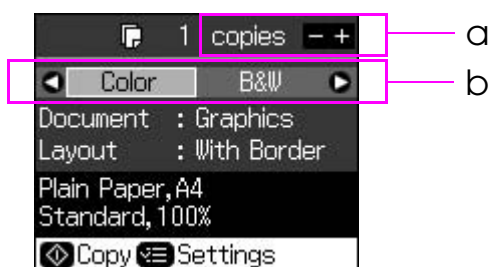 1 copies - + a
Color B&W b
Document : Graphics
Layout : With Border
Plain Paper, A4
Standard, 100%
Copy Settings